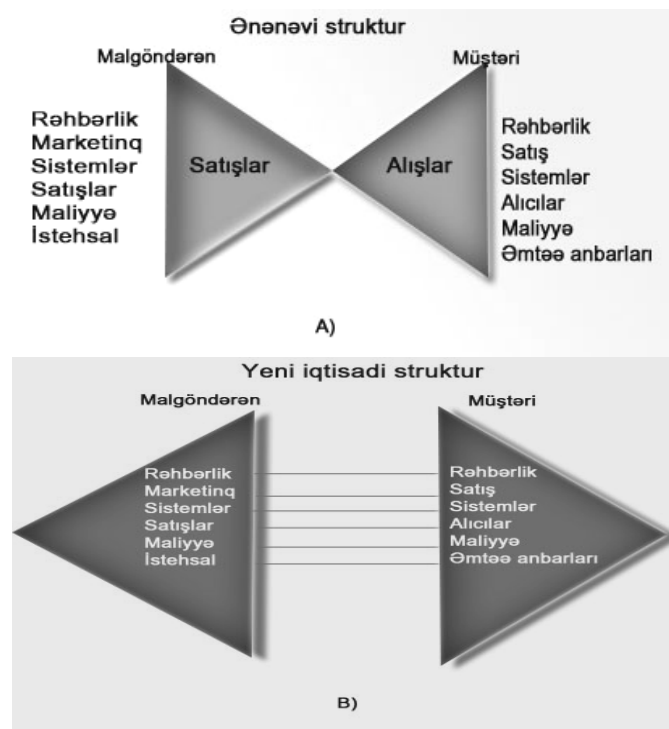 Ənənəvi struktur
Malgöndərən
Müştəri
Rəhbərlik
Marketinq
Sistemlər
Satışlar
Maliyyə
İstehsal
Satışlar
Alışlar
Rəhbərlik
Satış
Sistemlər
Alıcılar
Maliyyə
Əmtəə anbarları
A)
Yeni iqtisadi struktur
Malgöndərən
Müştəri
Rəhbərlik
Marketinq
Sistemlər
Satışlar
Maliyyə
İstehsal
Rəhbərlik
Satış
Sistemlər
Alıcılar
Maliyyə
Əmtəə anbarları
B)